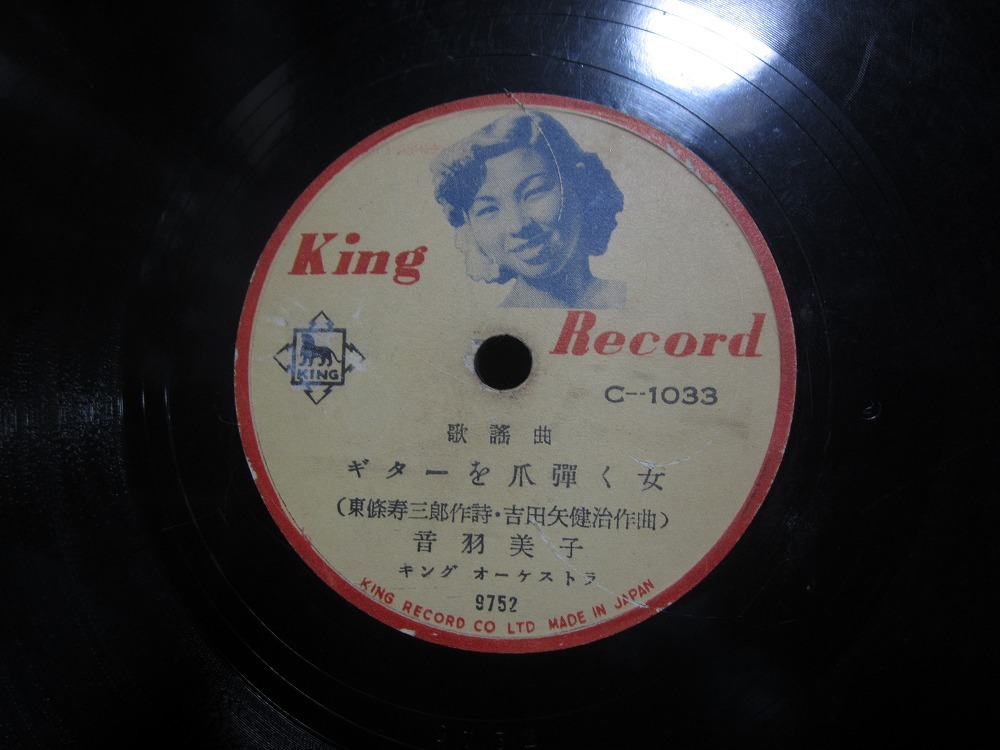 King
Record
KING
C-1033
歌謠曲
ギターを爪彈く女
(東條寿三郎作詩・吉田矢健治作曲)
音羽美子
キング オーケストラ
9752
KING RECORD CO LTD MADE IN JAPAN